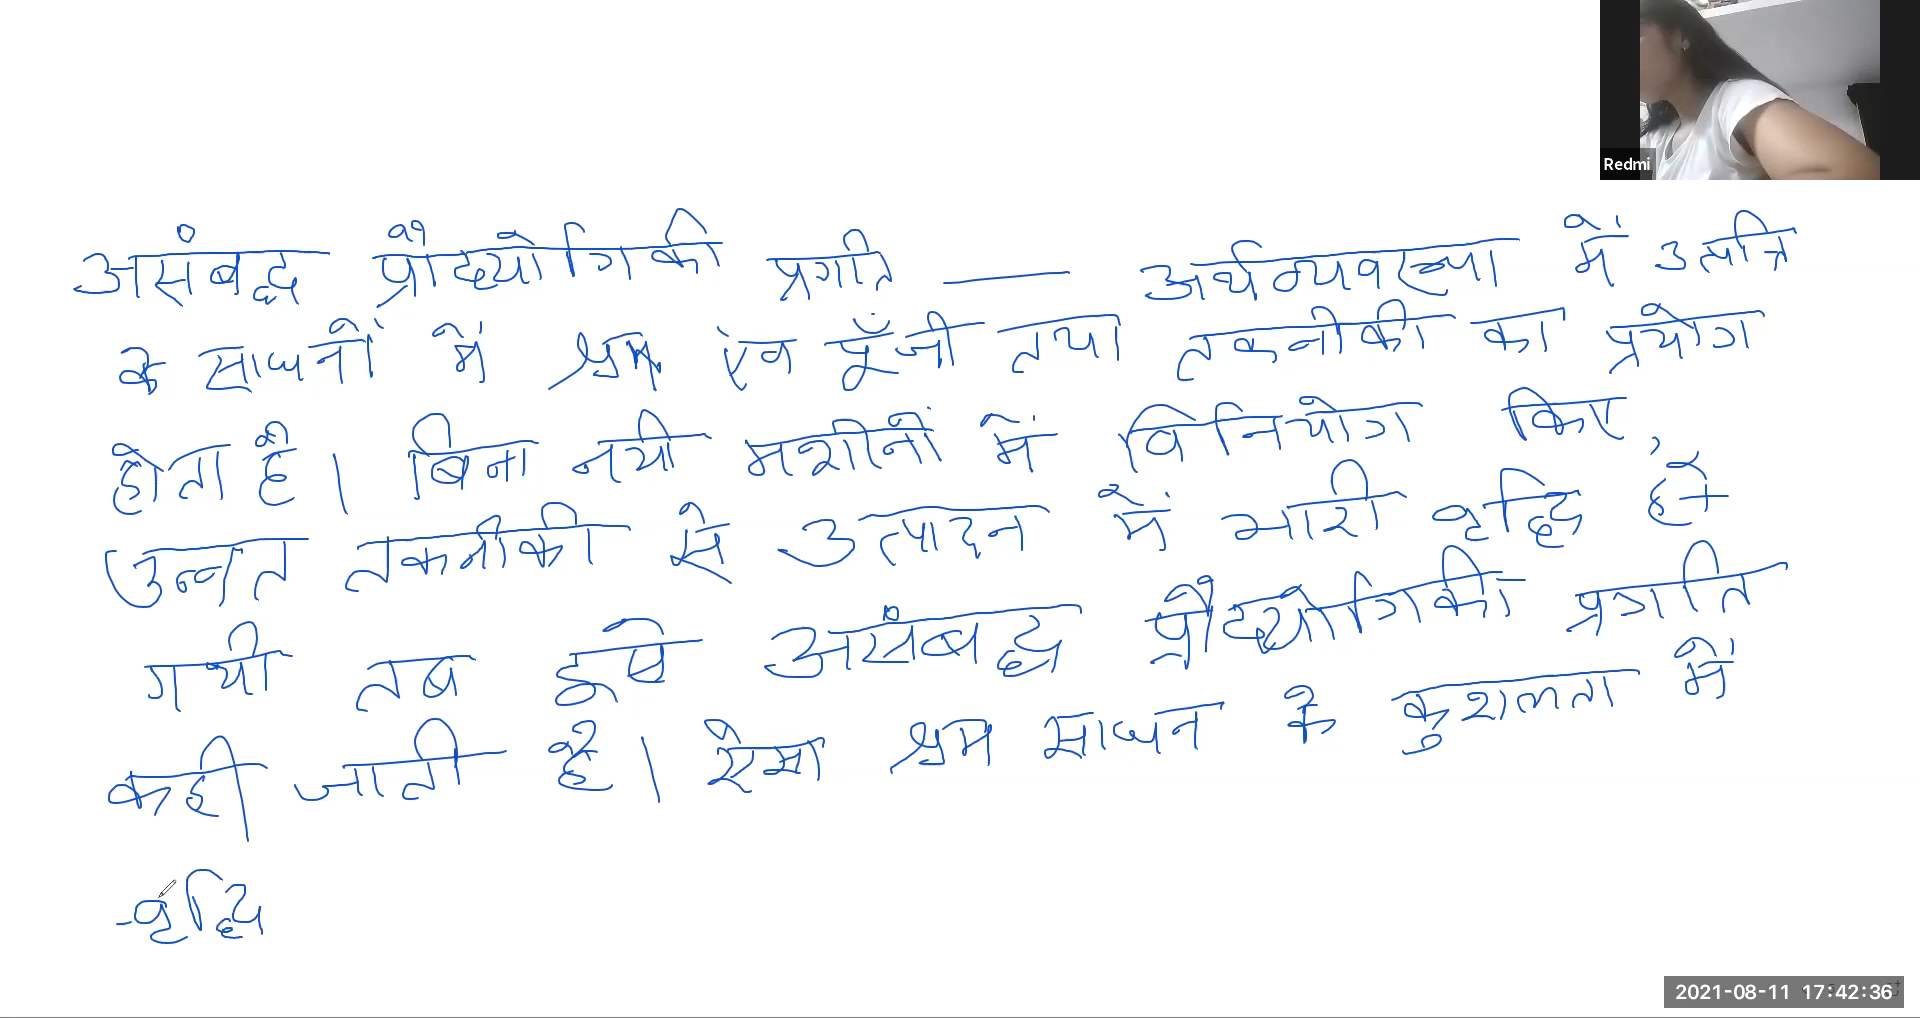 Redmi
असंबद्ध प्रौद्योगिकी प्रगति — अर्थव्यवस्था में उत्पत्ति
के साधनों में श्रम एंव पूँजी तथा तकनीकी का प्रयोग
होता है। बिना नयी मशीनों में विनियोग किए,
उन्नत तकनीकी से उत्पादन में भारी वृद्धि हो
गयी तब इसे असंबद्ध प्रौद्योगिकी प्रगति
कही जाती है। ऐसा श्रम साधन के कुशलता में
वृद्धि
2021-08-11 17:42:36